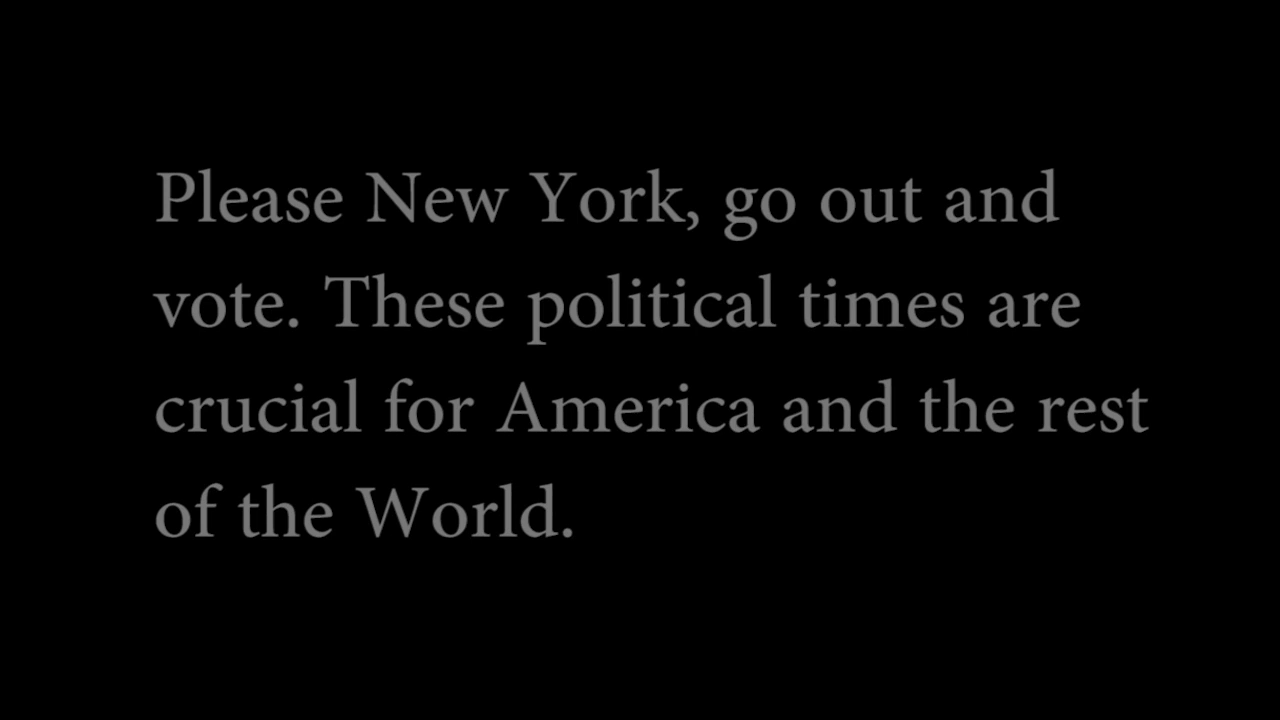 Please New York, go out and
vote. These political times are
crucial for America and the rest
of the World.